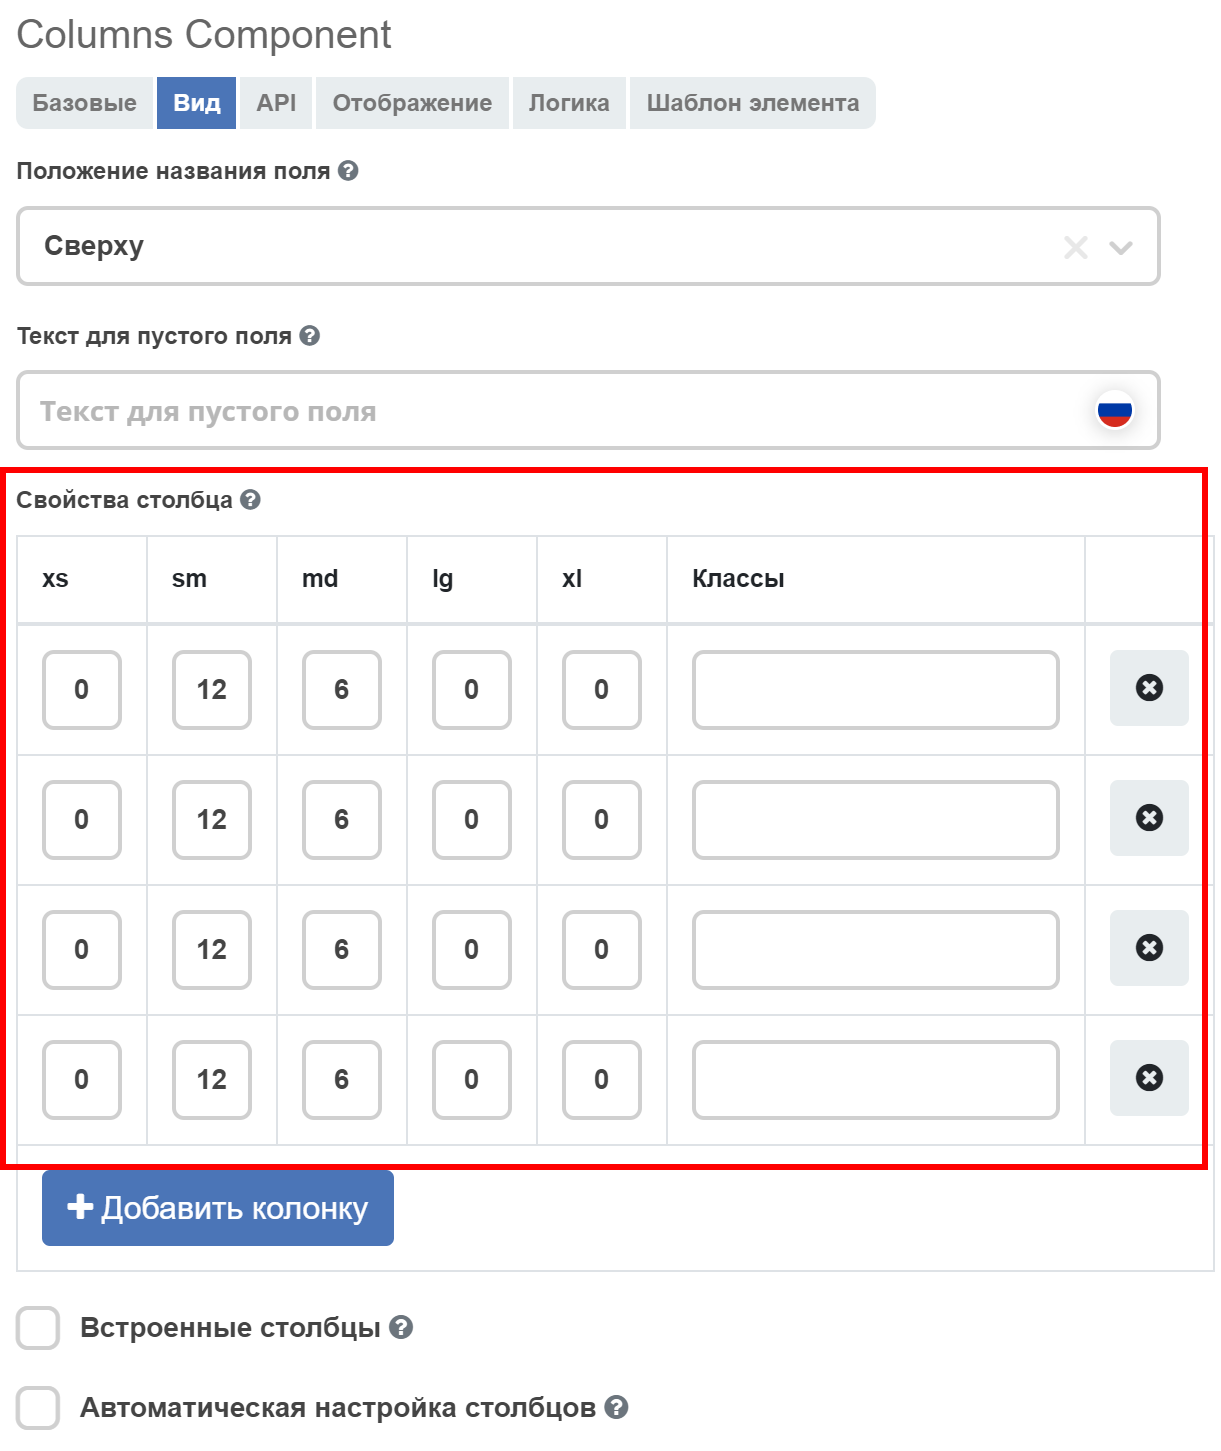 Columns Component
Базовые Вид API Отображение Логика Шаблон элемента
Положение названия поля
Сверху
Текст для пустого поля
Текст для пустого поля
Свойства столбца
xs sm md lg xl Классы
0 12 6 0 0
0 12 6 0 0
0 12 6 0 0
0 12 6 0 0
Добавить колонку
Встроенные столбцы
Автоматическая настройка столбцов